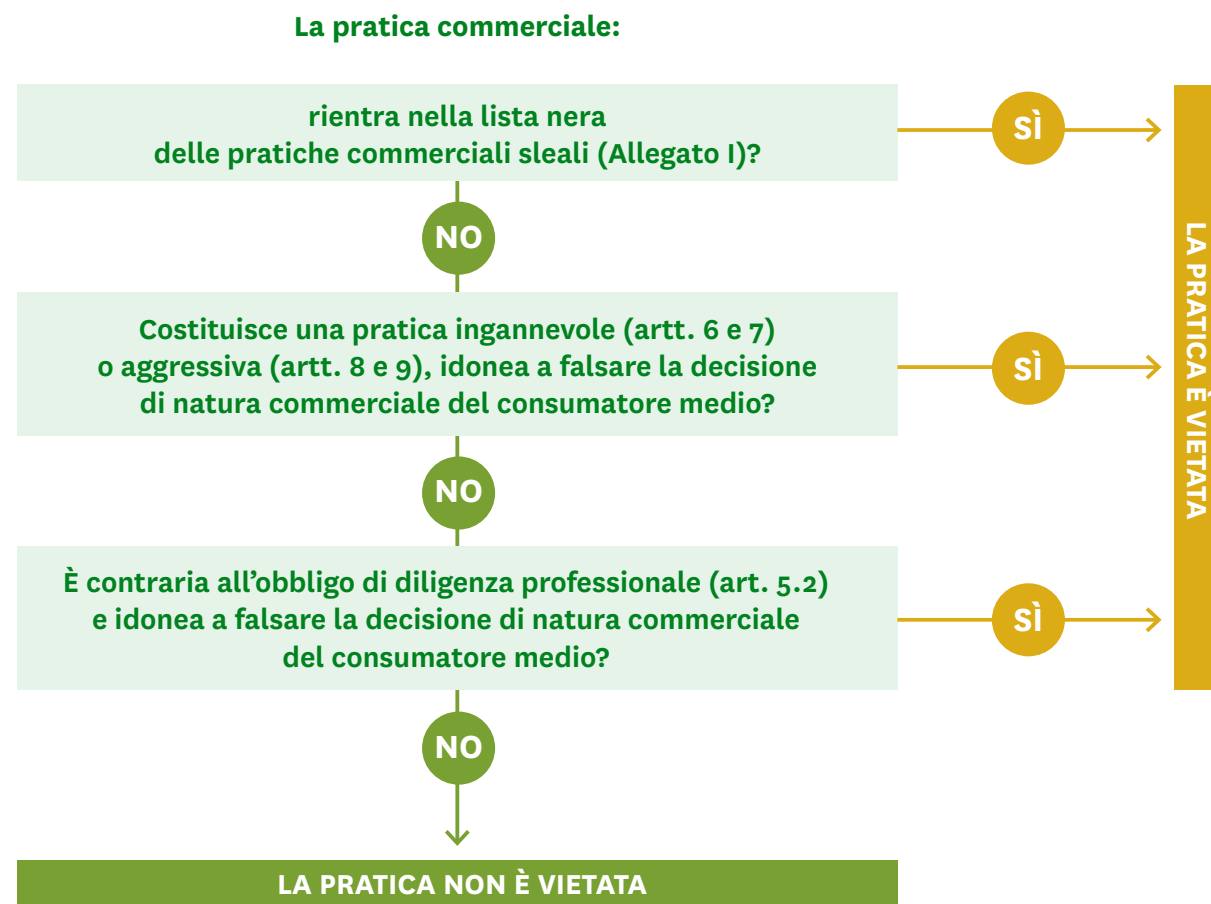 La pratica commerciale:
rientra nella lista nera
delle pratiche commerciali sleali (Allegato I)?
SÌ
NO
Costituisce una pratica ingannevole (artt. 6 e 7)
o aggressiva (artt. 8 e 9), idonea a falsare la decisione
di natura commerciale del consumatore medio?
SÌ
NO
È contraria all’obbligo di diligenza professionale (art. 5.2)
e idonea a falsare la decisione di natura commerciale
del consumatore medio?
SÌ
NO
LA PRATICA È VIETATA
LA PRATICA NON È VIETATA